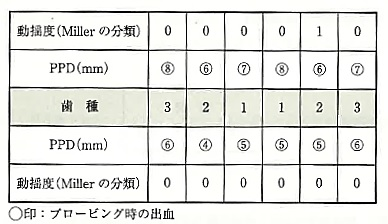 動揺度(Millerの分類) 0 0 0 0 1 0
PPD(mm) ⑧ ⑥ ⑦ ⑧ ⑥ ⑦
歯種 3 2 1 1 2 3
PPD(mm) ⑥ ④ ⑤ ⑤ ⑤ ⑥
動揺度(Millerの分類) 0 0 0 0 0 0
○印：プロービング時の出血